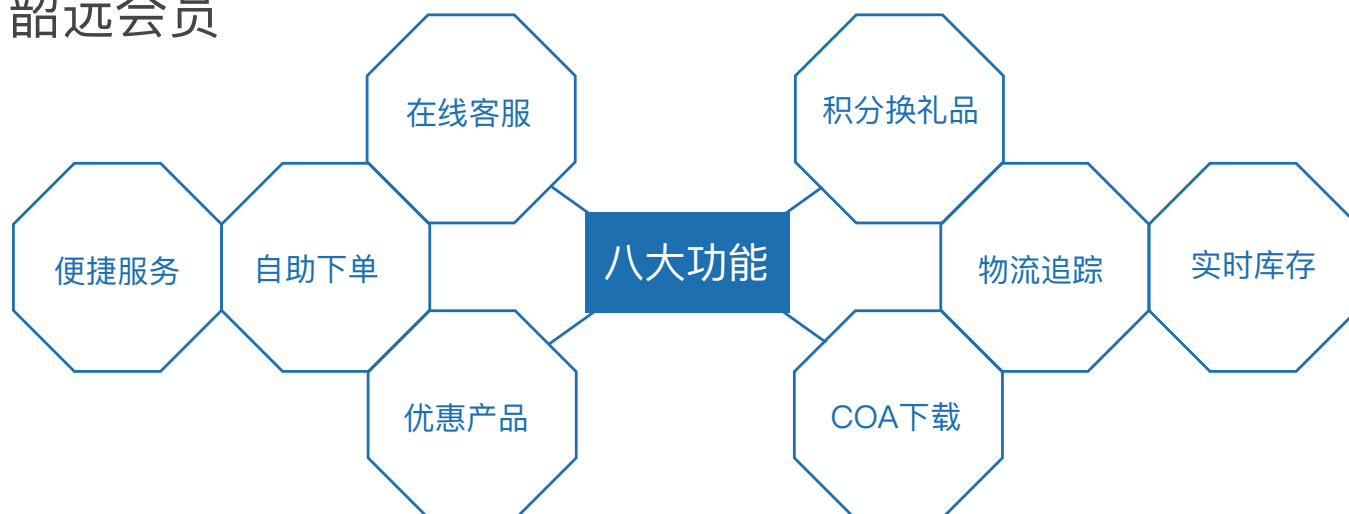 韶远会员
在线客服
积分换礼品
便捷服务
自助下单
八大功能
物流追踪
实时库存
优惠产品
COA下载